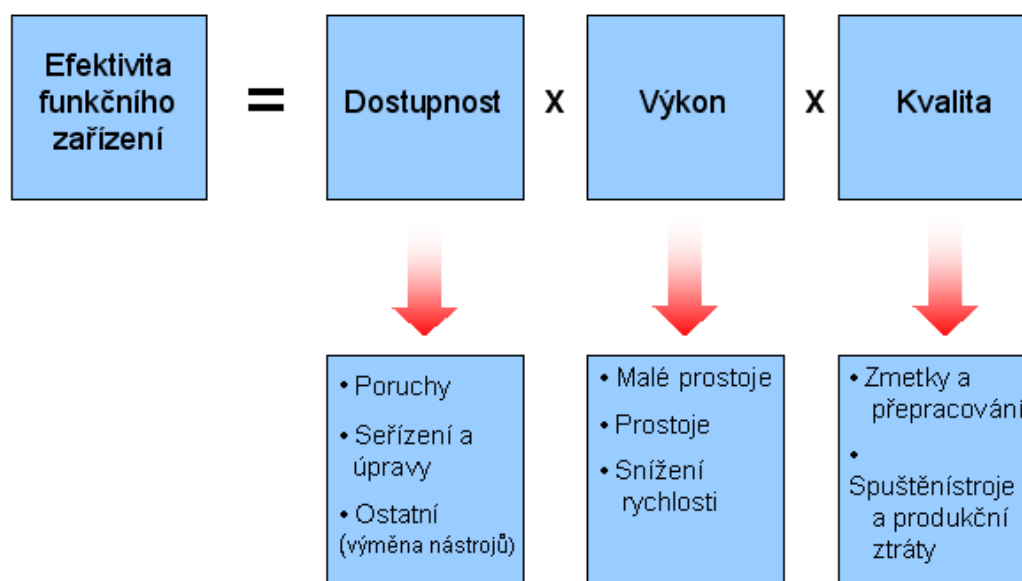 Efektivita
funkčního
zařízení
=
Dostupnost
x
Výkon
x
Kvalita
• Poruchy
• Seřízení a
úpravy
• Ostatní
(výměna nástrojů)
• Malé prostoje
• Prostoje
• Snížení
rychlosti
• Zmetky a
přepracování
•
Spuštěnístroje
a produkční
ztráty